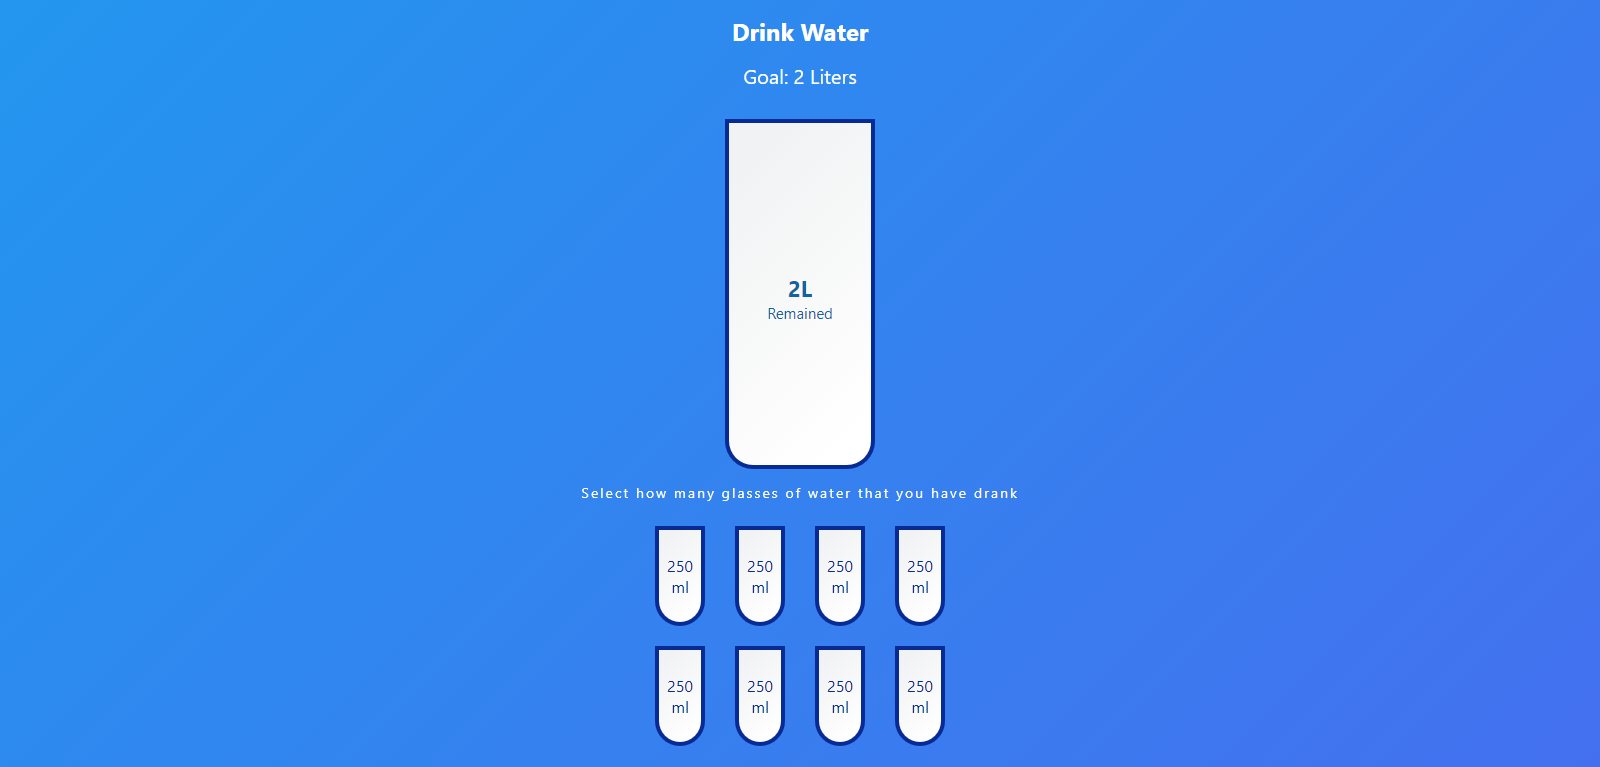 Drink Water
Goal: 2 Liters
2L
Remained
Select how many glasses of water that you have drank
250 250 250 250
ml ml ml ml
250 250 250 250
ml ml ml ml